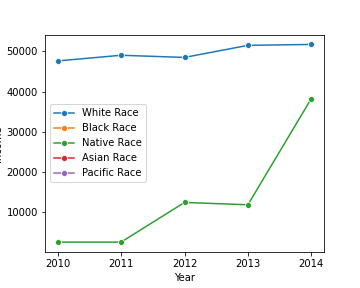 50000
40000
30000
20000
10000
White Race
Black Race
Native Race
Asian Race
Pacific Race
2010 2011 2012 2013 2014
Year